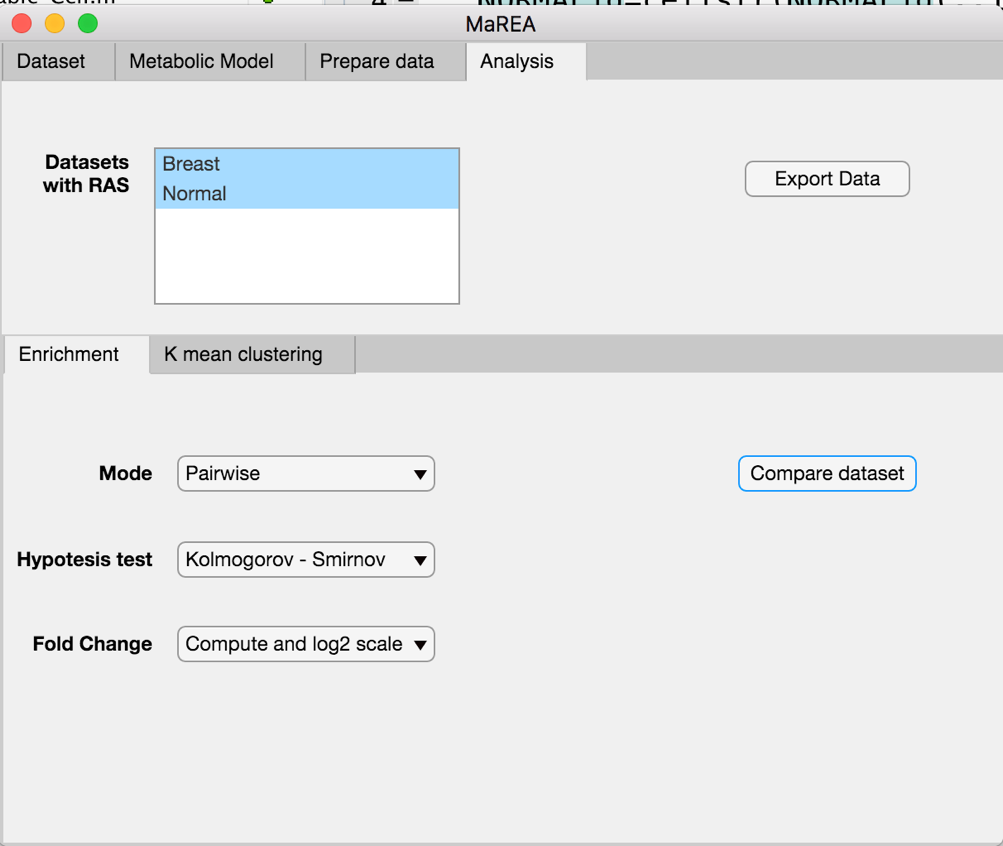 MaREA
Dataset
Metabolic Model
Prepare data
Analysis
Datasets
with RAS
Breast
Normal
Export Data
Enrichment
K mean clustering
Mode
Pairwise
Compare dataset
Hypotesis test
Kolmogorov - Smirnov
Fold Change
Compute and log2 scale